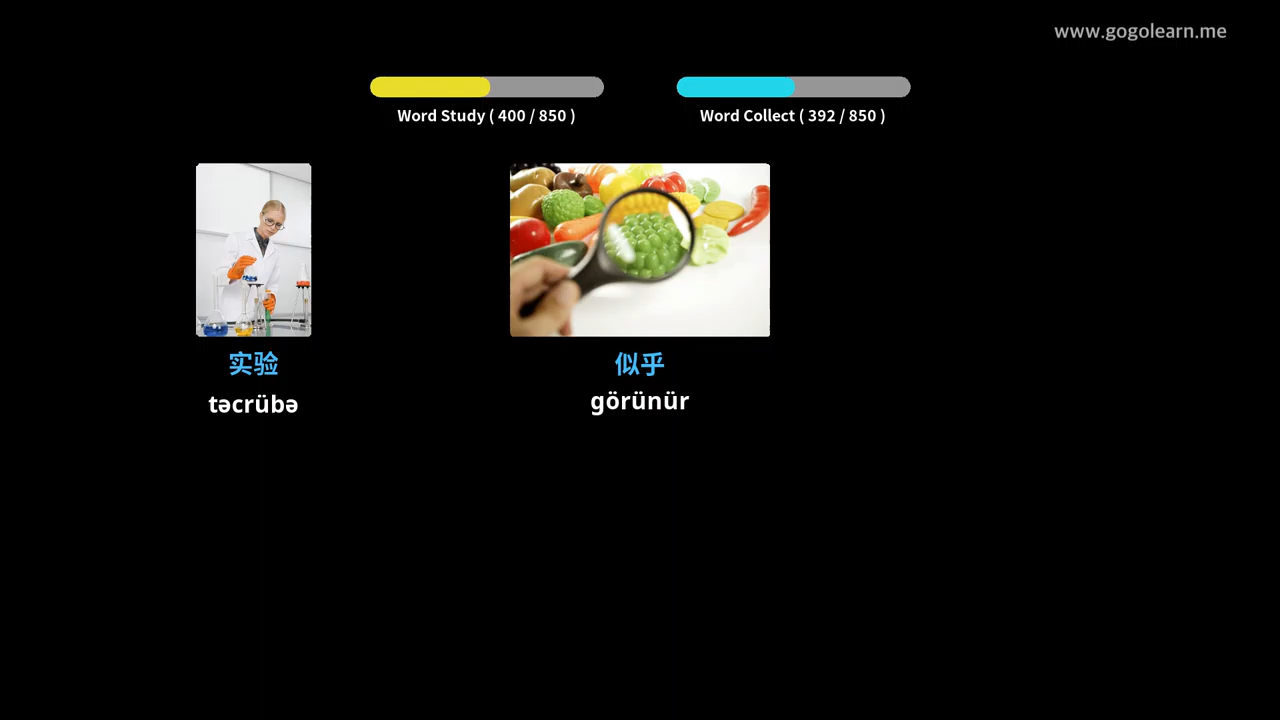 www.gogolearn.me
Word Study ( 400 / 850 )
Word Collect ( 392 / 850 )
实验
təcrübə
似乎
görünür